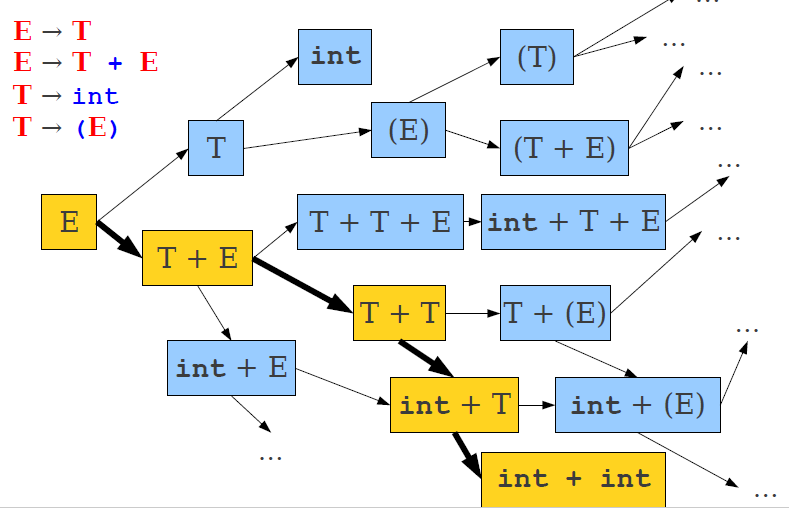 E → T
E → T + E
T → int
T → (E)
int
(T)
...
...
...
T
(E)
(T + E)
...
...
E
T + T + E
int + T + E
T + E
...
T + T
T + (E)
...
int + E
int + T
int + (E)
...
int + int
...